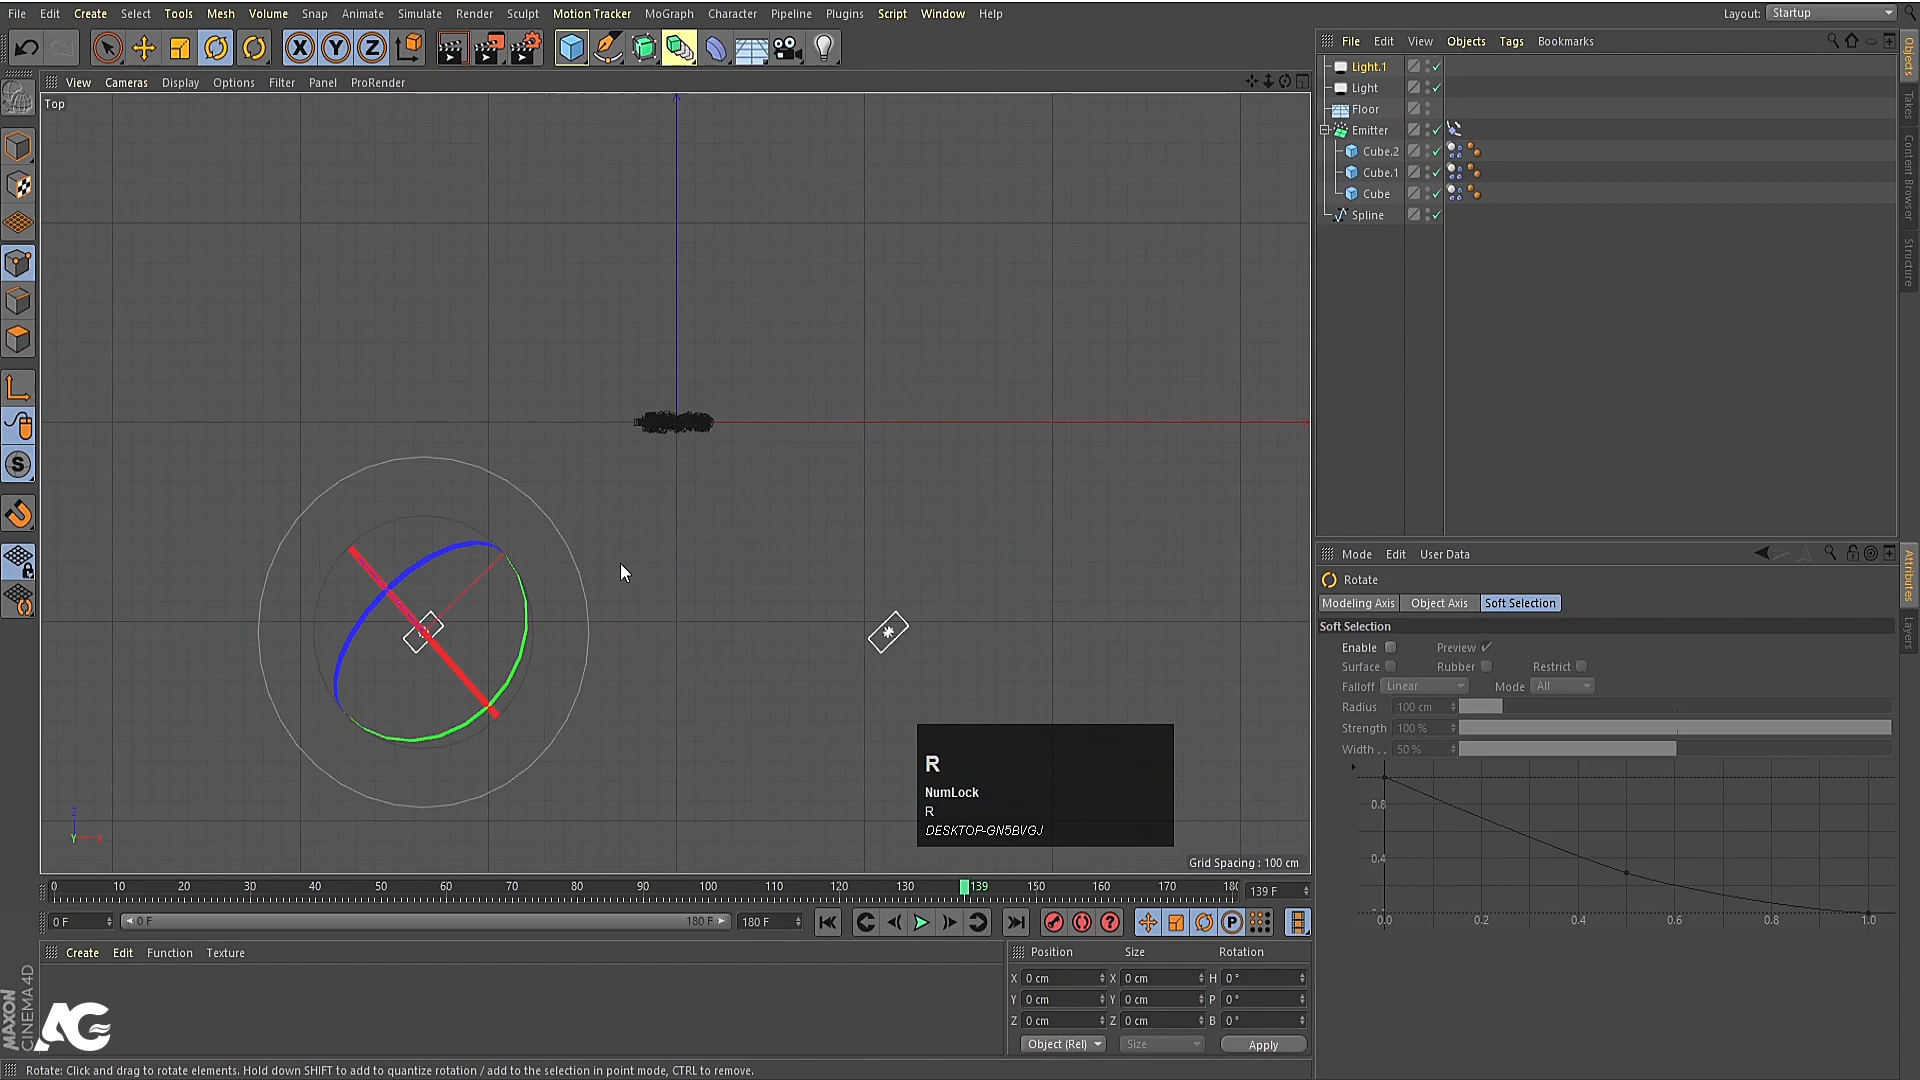 File Edit Create Select Tools Mesh Volume Snap Animate Simulate Render Sculpt Motion Tracker MoGraph Character Pipeline Plugins Script Window Help Layout: Startup
X Y Z
File Edit View Objects Tags Bookmarks
View Cameras Display Options Filter Panel ProRender
Top
Light.1
Light
Floor
Emitter
Cube.2
Cube.1
Cube
Spline
Objects
Takes
Content Browser
Structure
S
Mode Edit User Data
Rotate
Modeling Axis Object Axis Soft Selection
Soft Selection
Enable Preview
Surface Rubber Restrict
Falloff Linear Mode All
Radius 100 cm
Strength 100 %
Width . . 50 %
0.8
0.4
0.0 0.2 0.4 0.6 0.8 1.0
Attributes
Layers
R
NumLock
R
DESKTOP-GN5BVGJ
Z
Y X
Grid Spacing : 100 cm
0 10 20 30 40 50 60 70 80 90 100 110 120 130 139 150 160 170 180 139 F
0 F 0 F 180 F 180 F
Create Edit Function Texture
Position Size Rotation
X 0 cm X 0 cm H 0 °
Y 0 cm Y 0 cm P 0 °
Z 0 cm Z 0 cm B 0 °
Object (Rel) Size Apply
MAXON
CINEMA 4D
AG
Rotate: Click and drag to rotate elements. Hold down SHIFT to add to quantize rotation / add to the selection in point mode, CTRL to remove.